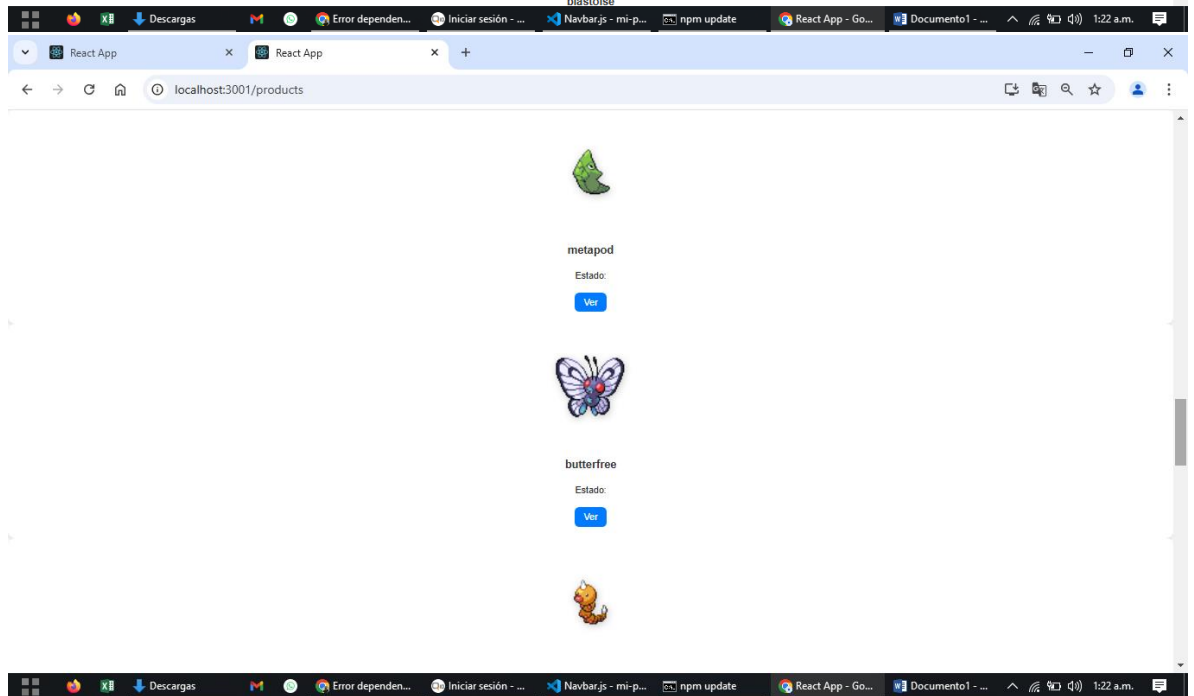 blastoise
Descargas Error dependen... Iniciar sesión - ... Navbar.js - mi-p... npm update React App - Go... Documento1 - ... 1:22 a.m.
React App React App
localhost:3001/products
metapod
Estado:
Ver
butterfree
Estado:
Ver
Descargas Error dependen... Iniciar sesión - ... Navbar.js - mi-p... npm update React App - Go... Documento1 - ... 1:22 a.m.